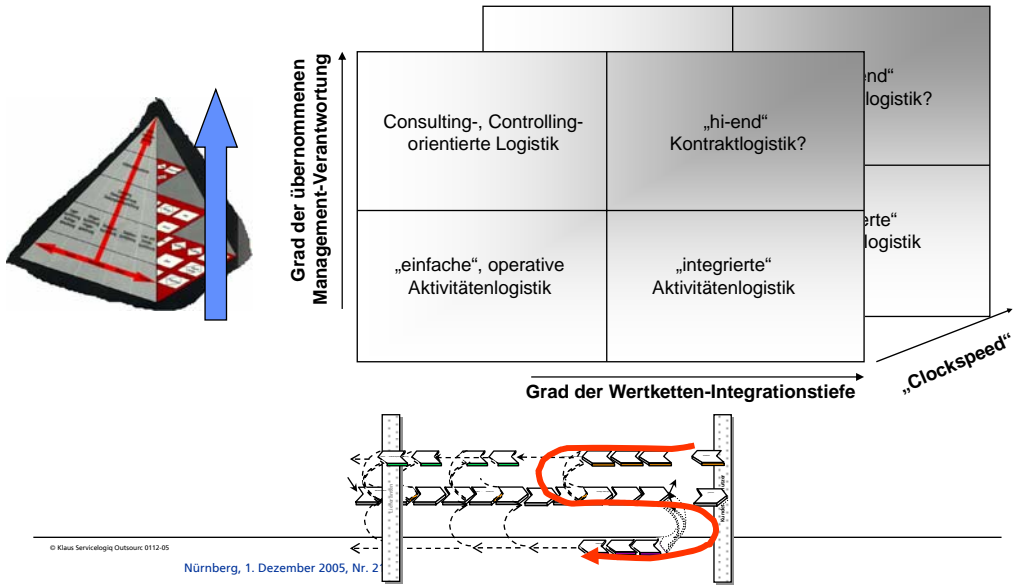 Grad der übernommenen
Management-Verantwortung
Consulting-, Controlling-
orientierte Logistik
„hi-end“
Kontraktlogistik?
end“
logistik?
„einfache“, operative
Aktivitätenlogistik
„integrierte“
Aktivitätenlogistik
erte“
logistik
„Clockspeed“
Grad der Wertketten-Integrationstiefe
© Klaus Servicelogiq Outsourc 0112-05
Nürnberg, 1. Dezember 2005, Nr. 21